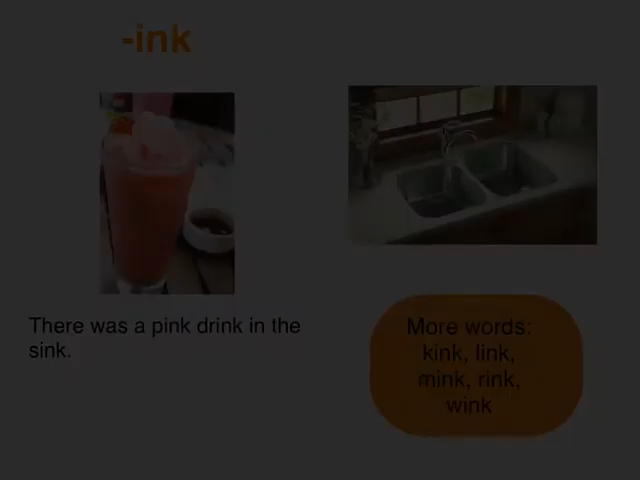 -ink
There was a pink drink in the
sink.
More words:
kink, link,
mink, rink,
wink